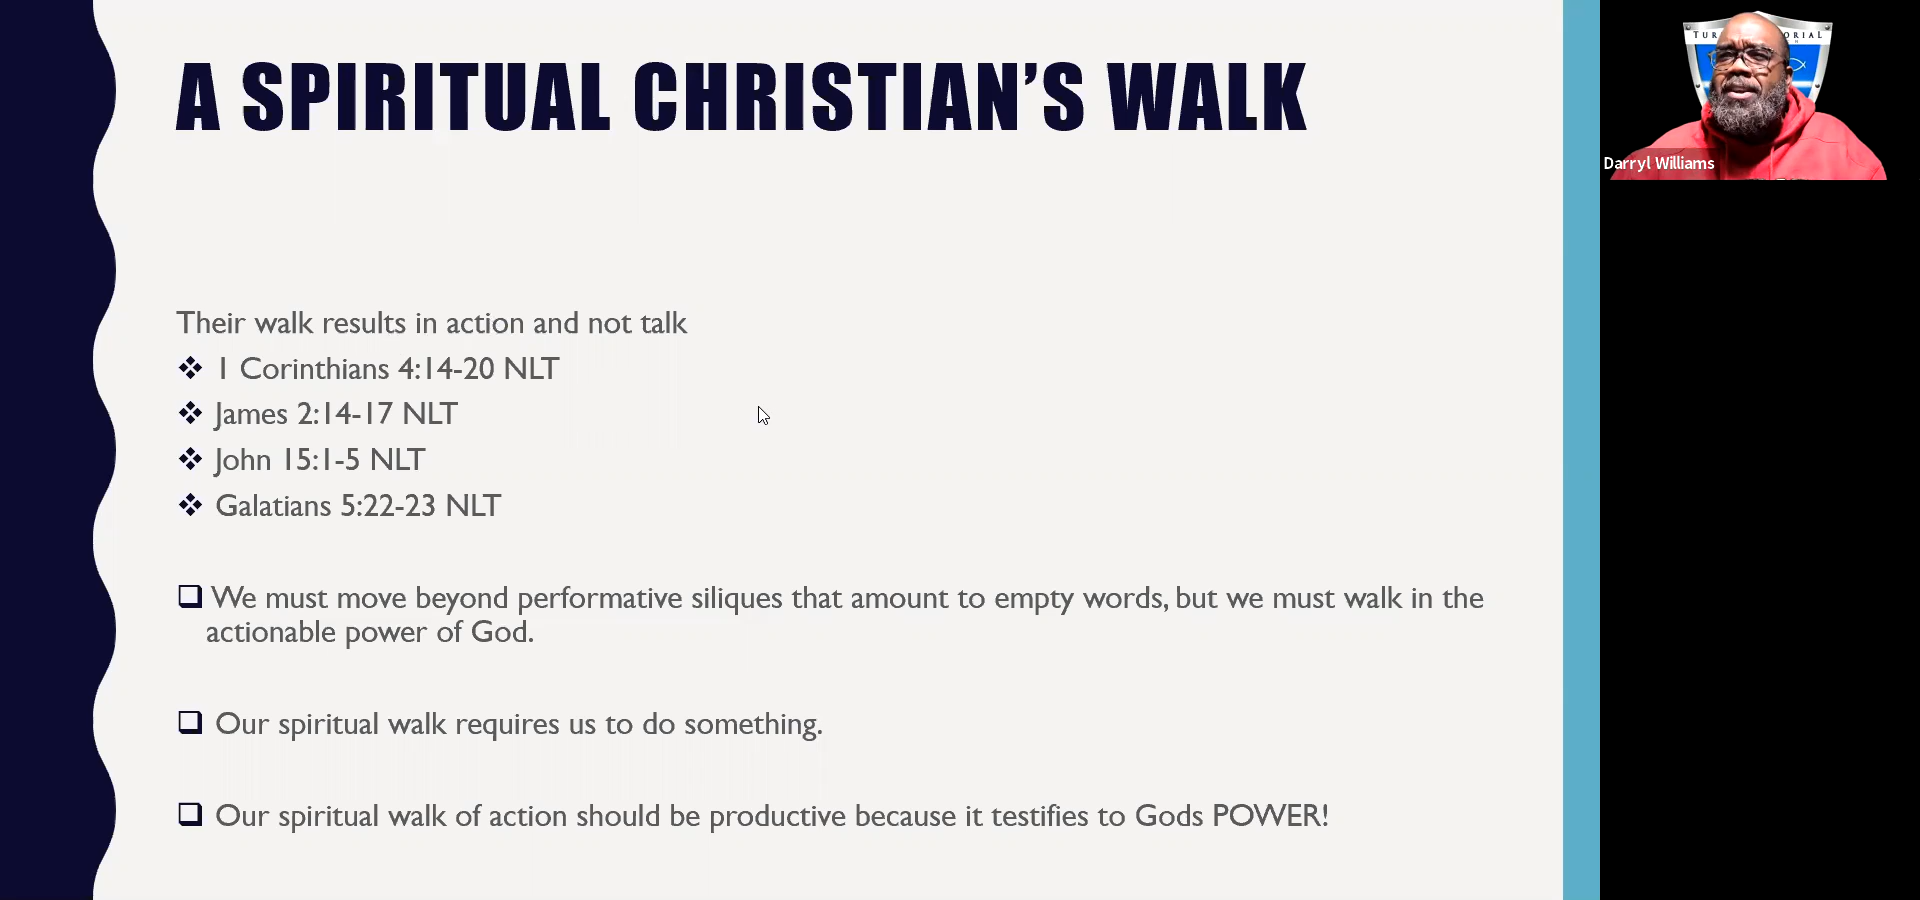 A SPIRITUAL CHRISTIAN’S WALK
Their walk results in action and not talk
1 Corinthians 4:14-20 NLT
James 2:14-17 NLT
John 15:1-5 NLT
Galatians 5:22-23 NLT
We must move beyond performative siliques that amount to empty words, but we must walk in the
actionable power of God.
Our spiritual walk requires us to do something.
Our spiritual walk of action should be productive because it testifies to Gods POWER!
Darryl Williams